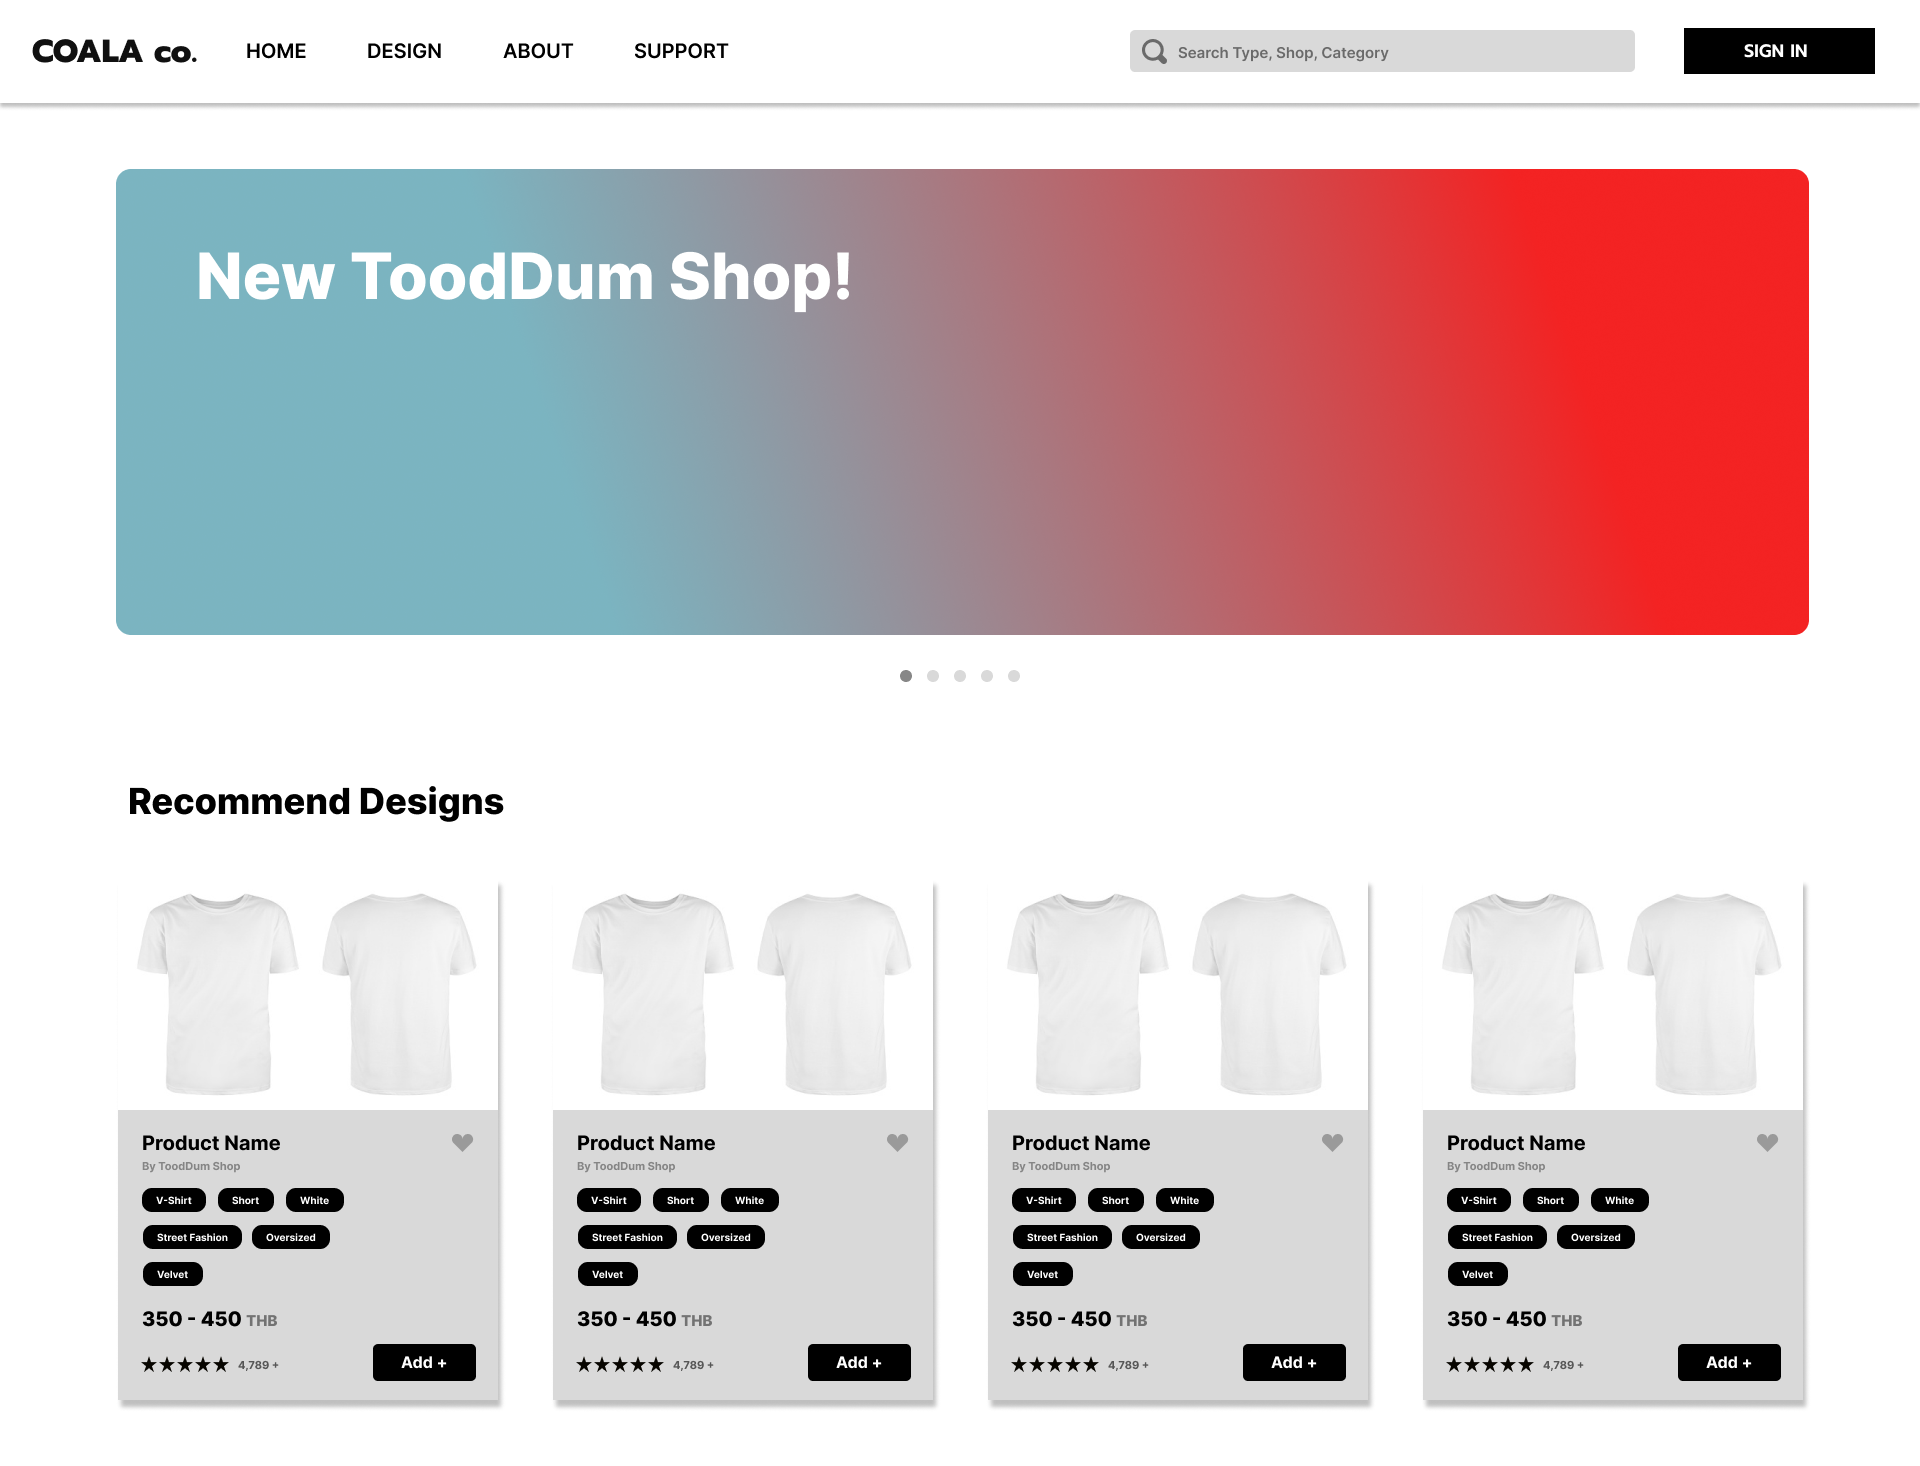 COALA co.
HOME
DESIGN
ABOUT
SUPPORT
Search Type, Shop, Category
SIGN IN
New ToodDum Shop!
Recommend Designs
Product Name
By ToodDum Shop
V-Shirt
Short
White
Street Fashion
Oversized
Velvet
350 - 450 THB
★★★★★ 4,789 +
Add +
Product Name
By ToodDum Shop
V-Shirt
Short
White
Street Fashion
Oversized
Velvet
350 - 450 THB
★★★★★ 4,789 +
Add +
Product Name
By ToodDum Shop
V-Shirt
Short
White
Street Fashion
Oversized
Velvet
350 - 450 THB
★★★★★ 4,789 +
Add +
Product Name
By ToodDum Shop
V-Shirt
Short
White
Street Fashion
Oversized
Velvet
350 - 450 THB
★★★★★ 4,789 +
Add +